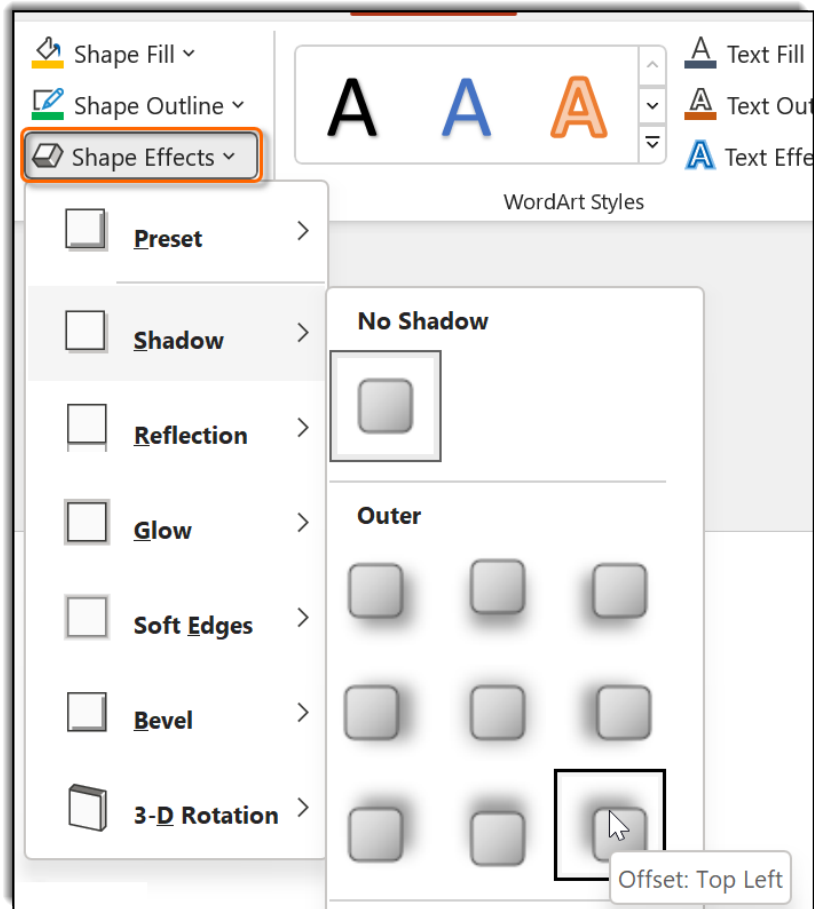 Shape Fill
Shape Outline
Shape Effects
A A A
Text Fill
Text Out
Text Effe
WordArt Styles
Preset
Shadow
Reflection
Glow
Soft Edges
Bevel
3-D Rotation
No Shadow
Outer
Offset: Top Left